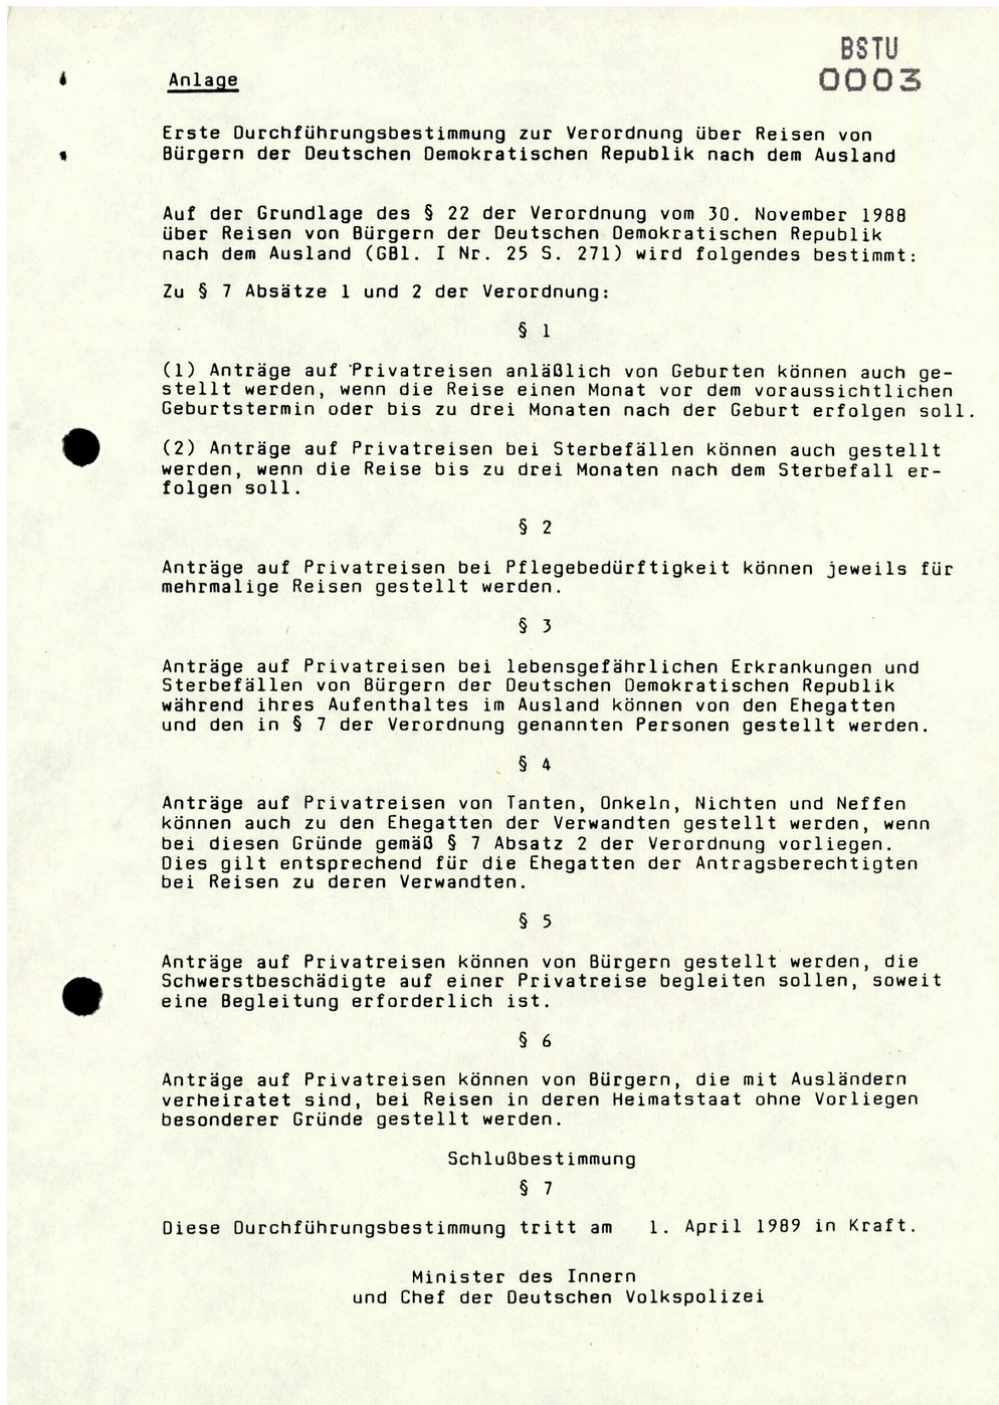 BSTU
0003
Anlage
Erste Durchführungsbestimmung zur Verordnung über Reisen von
Bürgern der Deutschen Demokratischen Republik nach dem Ausland
Auf der Grundlage des § 22 der Verordnung vom 30. November 1988
über Reisen von Bürgern der Deutschen Demokratischen Republik
nach dem Ausland (GBl. I Nr. 25 S. 271) wird folgendes bestimmt:
Zu § 7 Absätze 1 und 2 der Verordnung:
§ 1
(1) Anträge auf Privatreisen anläßlich von Geburten können auch ge-
stellt werden, wenn die Reise einen Monat vor dem voraussichtlichen
Geburtstermin oder bis zu drei Monaten nach der Geburt erfolgen soll.
(2) Anträge auf Privatreisen bei Sterbefällen können auch gestellt
werden, wenn die Reise bis zu drei Monaten nach dem Sterbefall er-
folgen soll.
§ 2
Anträge auf Privatreisen bei Pflegebedürftigkeit können jeweils für
mehrmalige Reisen gestellt werden.
§ 3
Anträge auf Privatreisen bei lebensgefährlichen Erkrankungen und
Sterbefällen von Bürgern der Deutschen Demokratischen Republik
während ihres Aufenthaltes im Ausland können von den Ehegatten
und den in § 7 der Verordnung genannten Personen gestellt werden.
§ 4
Anträge auf Privatreisen von Tanten, Onkeln, Nichten und Neffen
können auch zu den Ehegatten der Verwandten gestellt werden, wenn
bei diesen Gründe gemäß § 7 Absatz 2 der Verordnung vorliegen.
Dies gilt entsprechend für die Ehegatten der Antragsberechtigten
bei Reisen zu deren Verwandten.
§ 5
Anträge auf Privatreisen können von Bürgern gestellt werden, die
Schwerstbeschädigte auf einer Privatreise begleiten sollen, soweit
eine Begleitung erforderlich ist.
§ 6
Anträge auf Privatreisen können von Bürgern, die mit Ausländern
verheiratet sind, bei Reisen in deren Heimatstaat ohne Vorliegen
besonderer Gründe gestellt werden.
Schlußbestimmung
§ 7
Diese Durchführungsbestimmung tritt am 1. April 1989 in Kraft.
Minister des Innern
und Chef der Deutschen Volkspolizei